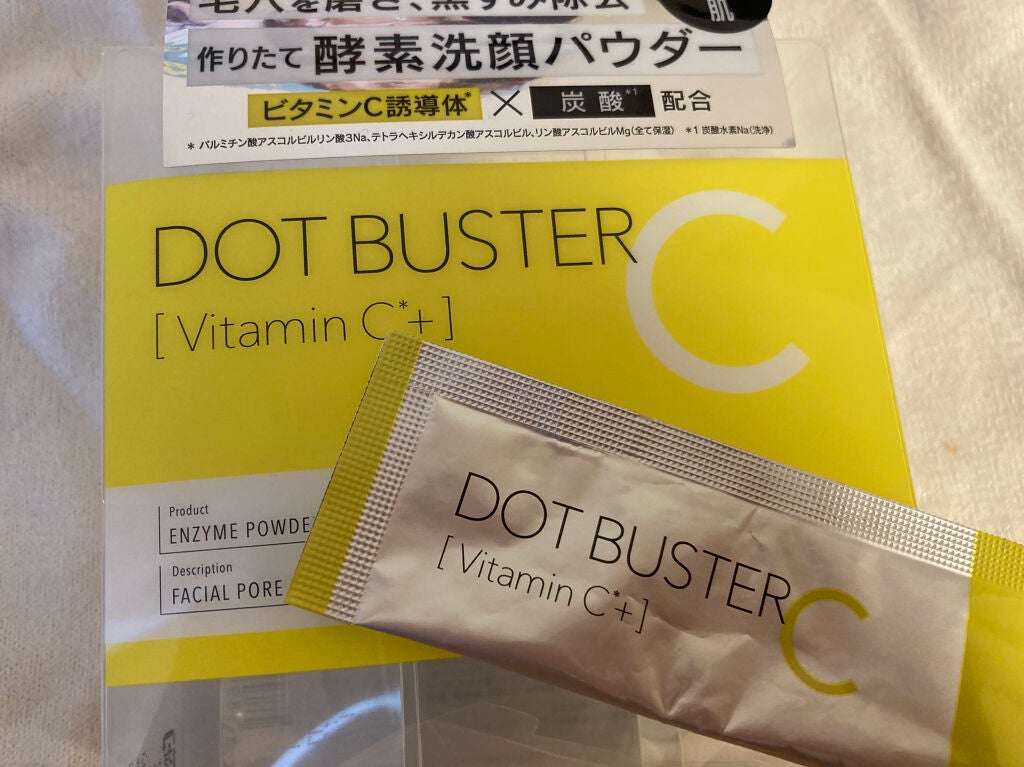 毛穴を磨き、黒ずみ除去
肌
作りたて 酵素洗顔パウダー
ビタミンC誘導体* × 炭酸*1 配合
* パルミチン酸アスコルビルリン酸3Na、テトラヘキシルデカン酸アスコルビル、リン酸アスコルビルMg(全て保湿) *1 炭酸水素Na(洗浄)
DOT BUSTER C
[ Vitamin C*+ ]
Product
ENZYME POWDE
Description
FACIAL PORE
DOT BUSTER C
[ Vitamin C*+ ]